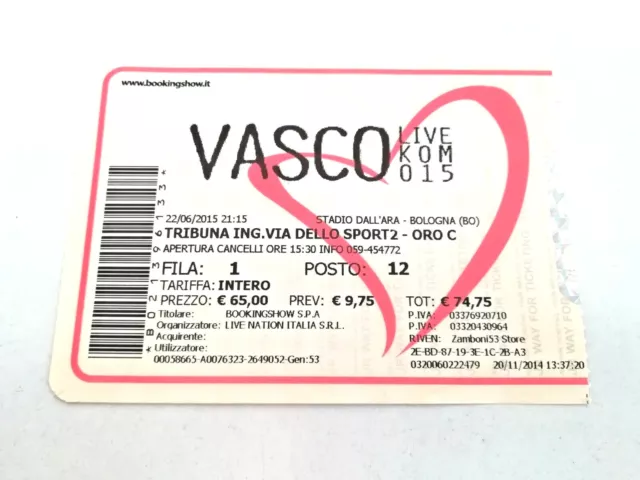 www.bookingshow.it
VASCO LIVE
KOM
015
22/06/2015 21:15 STADIO DALL'ARA - BOLOGNA (BO)
TRIBUNA ING.VIA DELLO SPORT2 - ORO C
APERTURA CANCELLI ORE 15:30 INFO 059-454772
FILA: 1 POSTO: 12
TARIFFA: INTERO
PREZZO: € 65,00 PREV: € 9,75 TOT: € 74,75
Titolare: BOOKINGSHOW S.P.A P.IVA: 03376920710
Organizzatore: LIVE NATION ITALIA S.R.L. P.IVA: 03320430964
Acquirente: RIVEN: Zamboni53 Store
Utilizzatore: 2E-BD-87-19-3E-1C-2B-A3
00058665-A0076323-2649052-Gen:53 0320060222479 20/11/2014 13:37:20